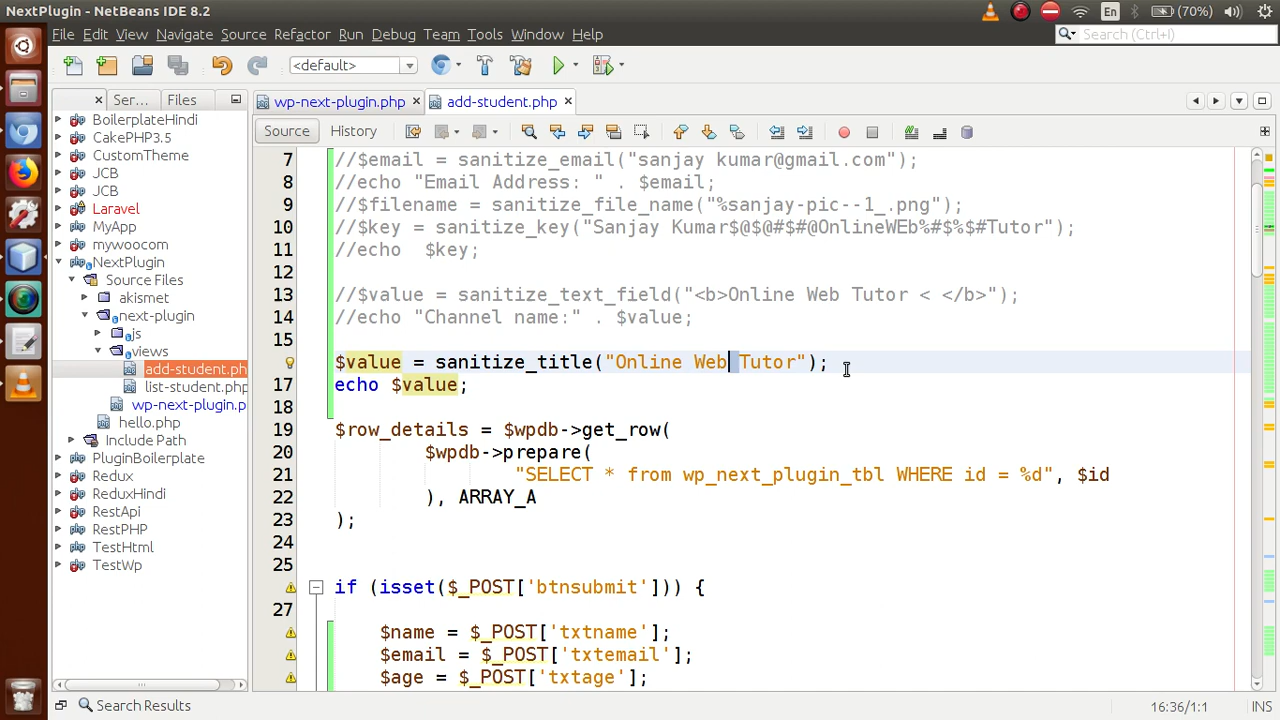 NextPlugin - NetBeans IDE 8.2
En
(70%)
File Edit View Navigate Source Refactor Run Debug Team Tools Window Help
Search (Ctrl+I)
<default>
Ser... Files
wp-next-plugin.php
add-student.php
Source History
BoilerplateHindi
CakePHP3.5
CustomTheme
JCB
JCB
Laravel
MyApp
mywoocom
NextPlugin
Source Files
akismet
next-plugin
js
views
add-student.ph
list-student.php
wp-next-plugin.p
hello.php
Include Path
PluginBoilerplate
Redux
ReduxHindi
RestApi
RestPHP
TestHtml
TestWp
7 //$email = sanitize_email("sanjay kumar@gmail.com");
8 //echo "Email Address: " . $email;
9 //$filename = sanitize_file_name("%sanjay-pic--1_.png");
10 //$key = sanitize_key("Sanjay Kumar$@$@#$#@OnlineWEb%#$%$#Tutor");
11 //echo  $key;
12
13 //$value = sanitize_text_field("<b>Online Web Tutor < </b>");
14 //echo "Channel name:" . $value;
15
$value = sanitize_title("Online Web Tutor");
17 echo $value;
18
19 $row_details = $wpdb->get_row(
20 $wpdb->prepare(
21 "SELECT * from wp_next_plugin_tbl WHERE id = %d", $id
22 ), ARRAY_A
23 );
24
25
if (isset($_POST['btnsubmit'])) {
27
$name = $_POST['txtname'];
$email = $_POST['txtemail'];
$age = $_POST['txtage'];
Search Results
16:36/1:1
INS